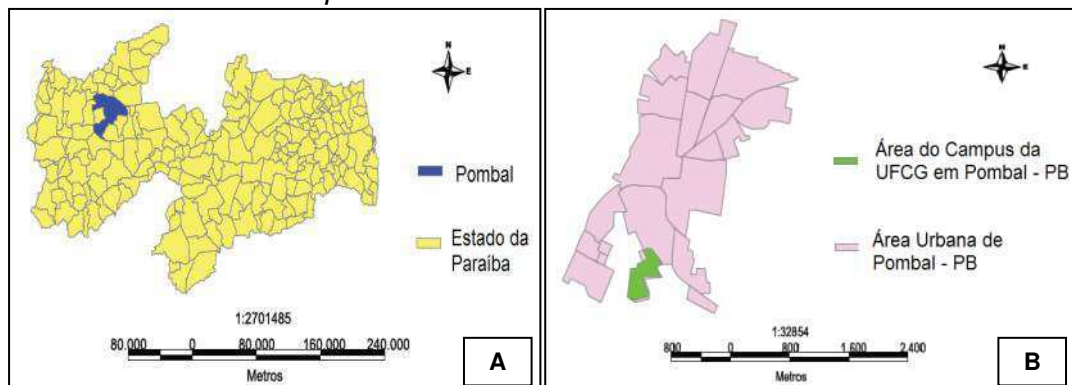 N
E
Pombal
Estado da
Paraíba
1:2701485
80.000 0 80.000 160.000 240.000
Metros
A
N
E
Área do Campus da
UFCG em Pombal - PB
Área Urbana de
Pombal - PB
1:32854
800 0 800 1.600 2.400
Metros
B